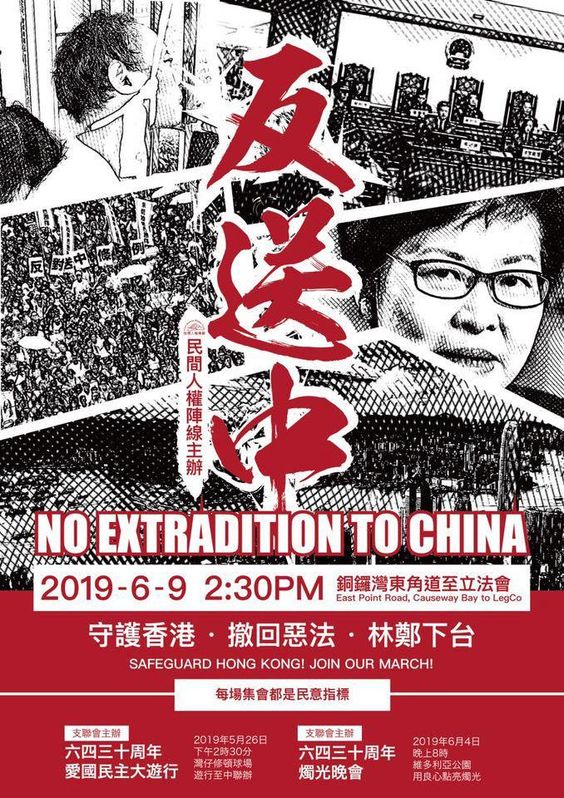 反送中
民間人權陣線主辦
反對送中條例
NO EXTRADITION TO CHINA
2019-6-9 2:30PM
銅鑼灣東角道至立法會
East Point Road, Causeway Bay to LegCo
守護香港・撤回惡法・林鄭下台
SAFEGUARD HONG KONG! JOIN OUR MARCH!
每場集會都是民意指標
支聯會主辦
六四三十周年
愛國民主大遊行
2019年5月26日
下午2時30分
灣仔修頓球場
遊行至中聯辦
支聯會主辦
六四三十周年
燭光晚會
2019年6月4日
晚上8時
維多利亞公園
用良心點亮燭光